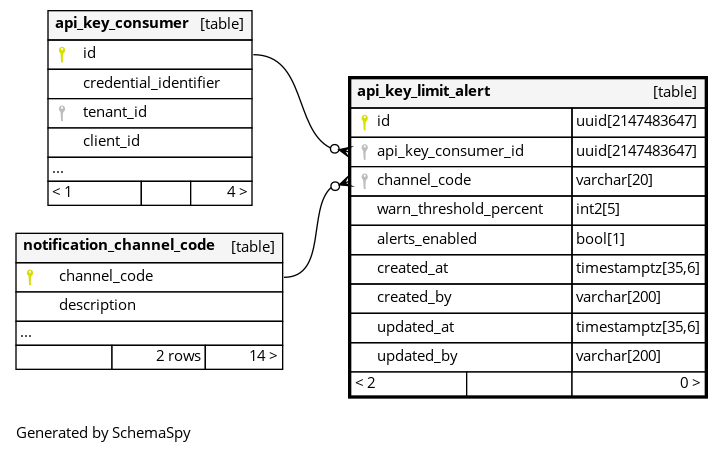 api_key_consumer [table]
id
credential_identifier
tenant_id
client_id
...
< 1 4 >
notification_channel_code [table]
channel_code
description
...
2 rows 14 >
api_key_limit_alert [table]
id uuid[2147483647]
api_key_consumer_id uuid[2147483647]
channel_code varchar[20]
warn_threshold_percent int2[5]
alerts_enabled bool[1]
created_at timestamptz[35,6]
created_by varchar[200]
updated_at timestamptz[35,6]
updated_by varchar[200]
< 2 0 >
Generated by SchemaSpy